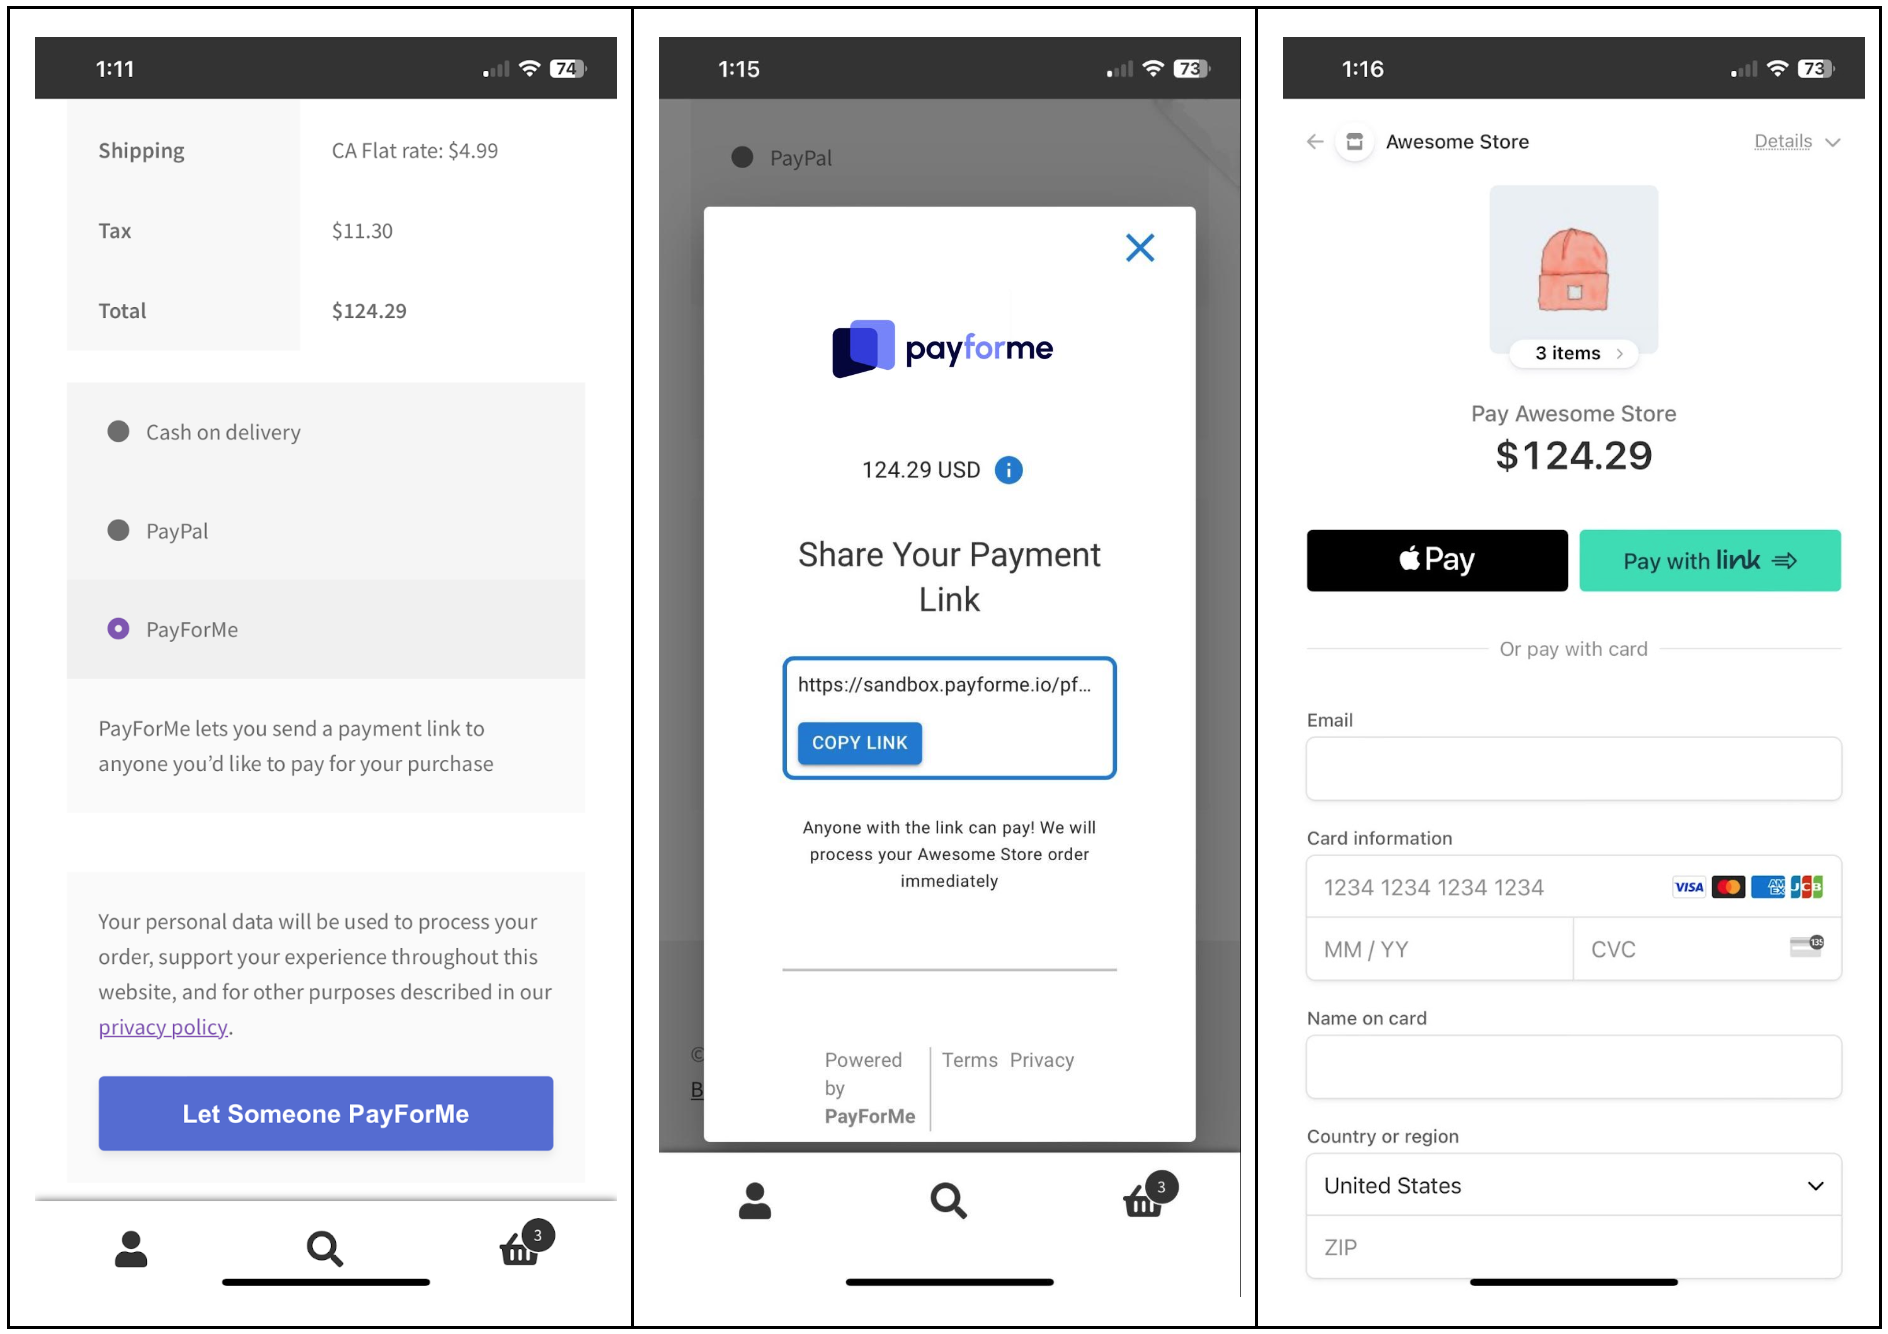 1:11
74
Shipping
CA Flat rate: $4.99
Tax
$11.30
Total
$124.29
Cash on delivery
PayPal
PayForMe
PayForMe lets you send a payment link to
anyone you’d like to pay for your purchase
Your personal data will be used to process your
order, support your experience throughout this
website, and for other purposes described in our
privacy policy.
Let Someone PayForMe
3
1:15
73
PayPal
payforme
124.29 USD
i
Share Your Payment
Link
https://sandbox.payforme.io/pf...
COPY LINK
Anyone with the link can pay! We will
process your Awesome Store order
immediately
©
B
Powered
by
PayForMe
Terms Privacy
3
1:16
73
Awesome Store
Details
3 items
Pay Awesome Store
$124.29
Pay
Pay with link
Or pay with card
Email
Card information
1234 1234 1234 1234
VISA
AM
EX
JCB
MM / YY
CVC
135
Name on card
Country or region
United States
ZIP